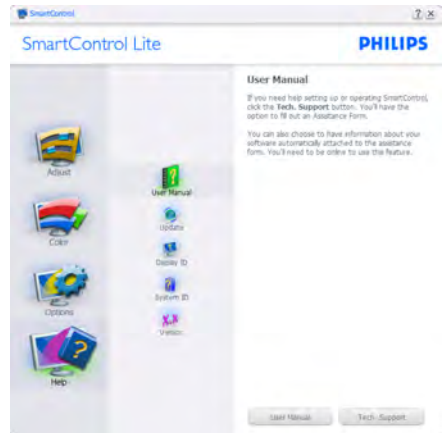 SmartControl
SmartControl Lite
PHILIPS
Adjust
Color
Options
Help
User Manual
Update
Display ID
System ID
Version
User Manual
If you need help setting up or operating SmartControl,
click the Tech. Support button. You'll have the
option to fill out an Assistance Form.
You can also choose to have information about your
software automatically attached to the assistance
form. You'll need to be online to use this feature.
User Manual
Tech. Support